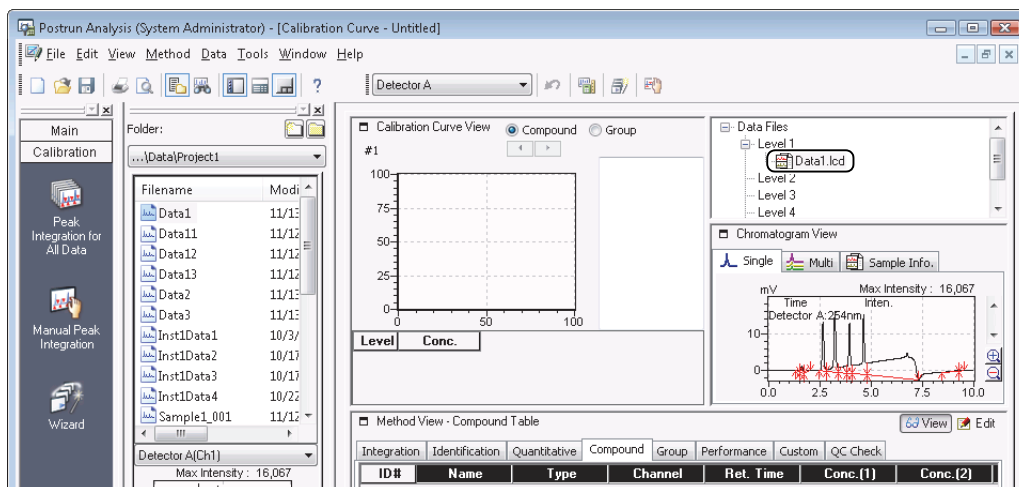 Postrun Analysis (System Administrator) - [Calibration Curve - Untitled]
File Edit View Method Data Tools Window Help
Detector A
Main
Calibration
Peak
Integration for
All Data
Manual Peak
Integration
Wizard
Folder:
...\Data\Project1
Filename Modi
Data1 11/13
Data11 11/12
Data12 11/12
Data13 11/12
Data2 11/13
Data3 11/13
Inst1Data1 10/3/
Inst1Data2 10/17
Inst1Data3 10/17
Inst1Data4 10/22
Sample1_001 11/12
Detector A(Ch1)
Max Intensity : 16,067
Calibration Curve View Compound Group
#1
100
75
50
25
0
0 50 100
Level Conc.
Data Files
Level 1
Data1.lcd
Level 2
Level 3
Level 4
Chromatogram View
Single Multi Sample Info.
mV Max Intensity : 16,067
Time Inten.
Detector A:254nm
10
0
0.0 2.5 5.0 7.5 10.0
Method View - Compound Table View Edit
Integration Identification Quantitative Compound Group Performance Custom QC Check
ID# Name Type Channel Ret. Time Conc.(1) Conc.(2)